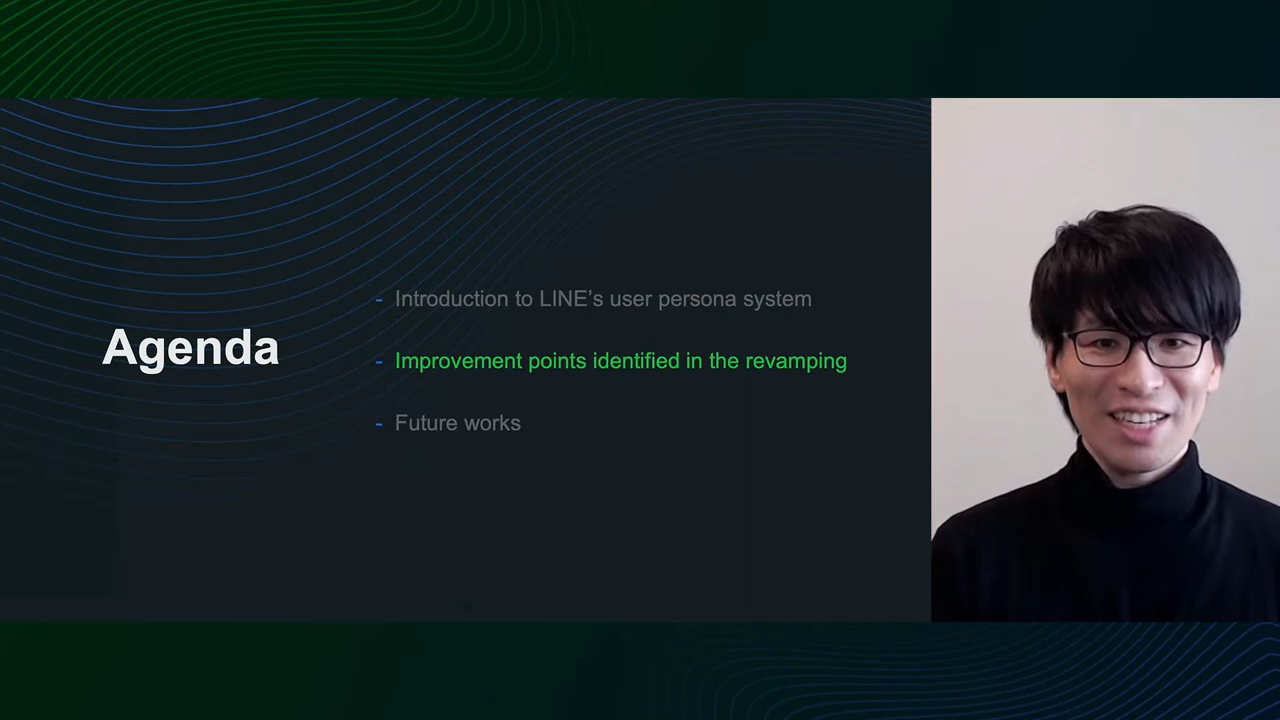 Agenda
- Introduction to LINE’s user persona system
- Improvement points identified in the revamping
- Future works